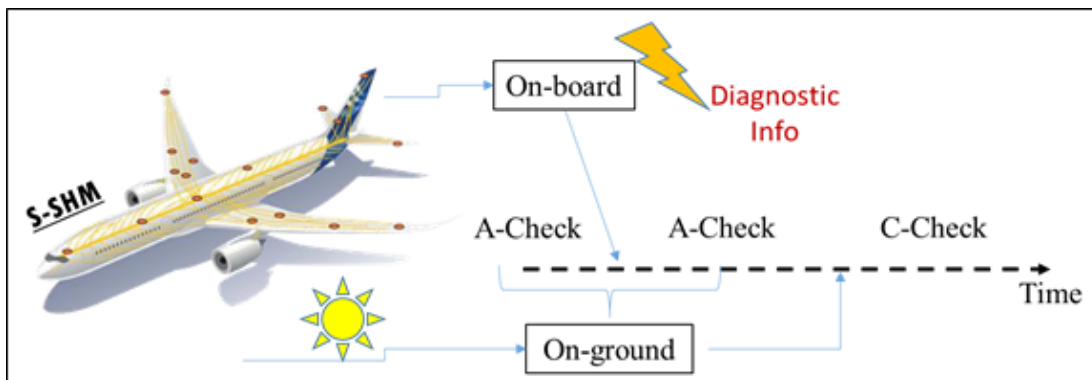 On-board
Diagnostic
Info
S-SHM
A-Check
A-Check
C-Check
Time
On-ground